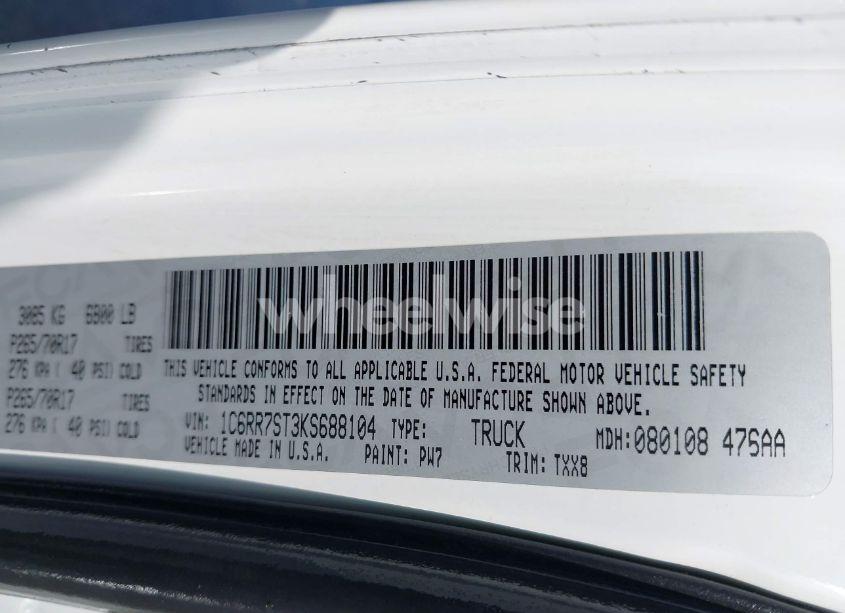 wheelwise
3085 KG 6800 LB
P265/70R17 TIRES
276 KPA ( 40 PSI) COLD
P265/70R17 TIRES
276 KPA ( 40 PSI) COLD
THIS VEHICLE CONFORMS TO ALL APPLICABLE U.S.A. FEDERAL MOTOR VEHICLE SAFETY
STANDARDS IN EFFECT ON THE DATE OF MANUFACTURE SHOWN ABOVE.
VIN: 1C6RR7ST3KS688104 TYPE: TRUCK MDH:080108 476AA
VEHICLE MADE IN U.S.A. PAINT: PW7 TRIM: TXX8